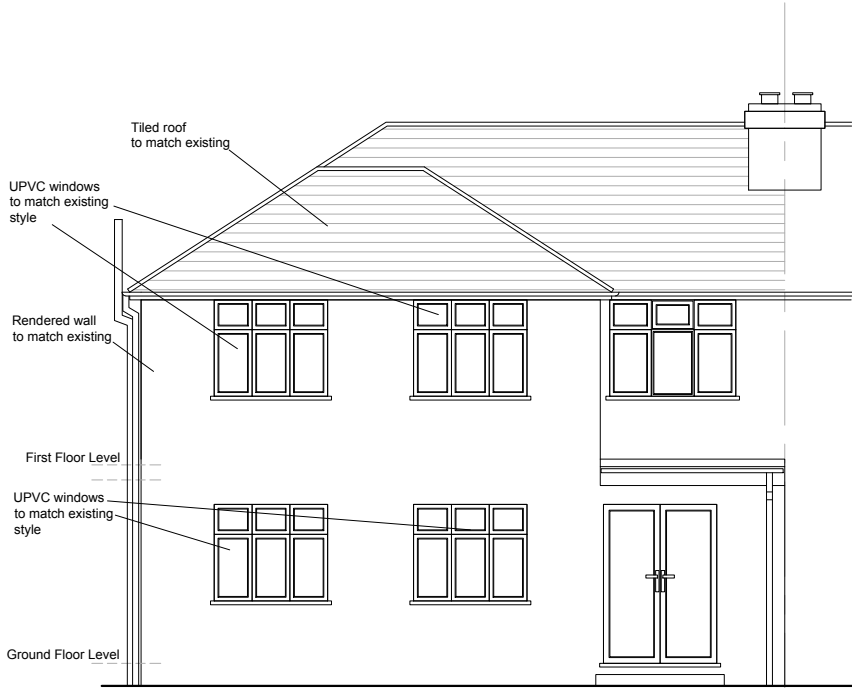 Tiled roof
to match existing
UPVC windows
to match existing
style
Rendered wall
to match existing
First Floor Level
UPVC windows
to match existing
style
Ground Floor Level